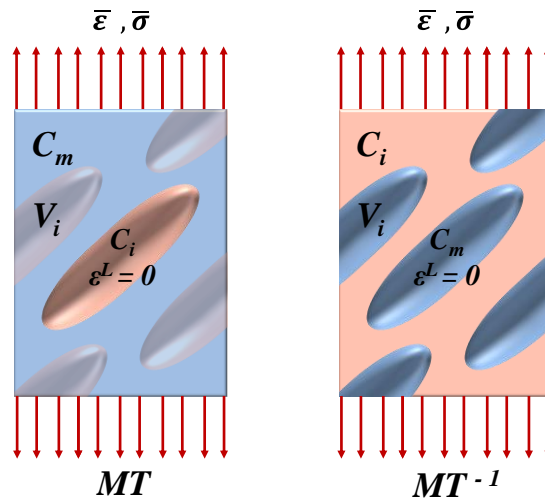 ε̅ , σ̅
C_m
V_i
C_i
ε^L = 0
MT
ε̅ , σ̅
C_i
V_i
C_m
ε^L = 0
MT^-1